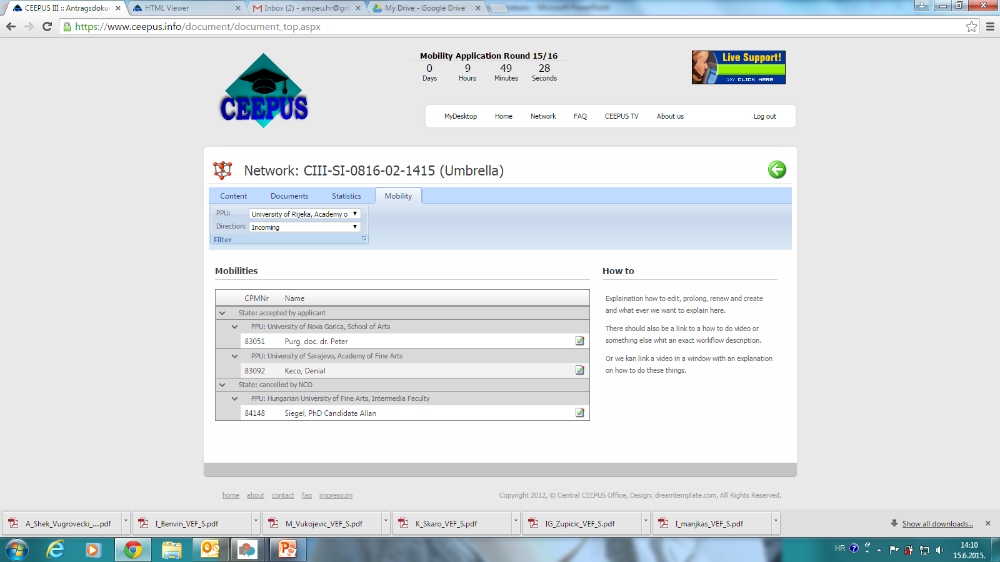 CEEPUS III :: Antragsdokur
HTML Viewer
Inbox (2) - ampeu.hr@gm
My Drive - Google Drive
Microsoft PowerPoint
https://www.ceepus.info/document/document_top.aspx
CEEPUS
Mobility Application Round 15/16
0 9 49 28
Days Hours Minutes Seconds
Live Support!
>>> CLICK HERE
MyDesktop Home Network FAQ CEEPUS TV About us Log out
Network: CIII-SI-0816-02-1415 (Umbrella)
Content Documents Statistics Mobility
PPU: University of Rijeka, Academy o
Direction: Incoming
Filter
Mobilities
CPMNr Name
State: accepted by applicant
PPU: University of Nova Gorica, School of Arts
83051 Purg, doc. dr. Peter
PPU: University of Sarajevo, Academy of Fine Arts
83092 Keco, Denial
State: cancelled by NCO
PPU: Hungarian University of Fine Arts, Intermedia Faculty
84148 Siegel, PhD Candidate Allan
How to
Explaination how to edit, prolong, renew and create
and what ever we want to explain here.
There should also be a link to a how to do video or
something else whit an exact workflow description.
Or we kan link a video in a window with an explanation
on how to do these things.
home about contact faq impressum
Copyright 2012, © Central CEEPUS Office, Design: dreamtemplate.com, All Rights Reserved.
A_Shek_Vugrovecki_....pdf
I_Benvin_VEF_S.pdf
M_Vukojevic_VEF_S.pdf
K_Skaro_VEF_S.pdf
IG_Zupicic_VEF_S.pdf
I_manjkas_VEF_S.pdf
Show all downloads...
HR
14:10
15.6.2015.